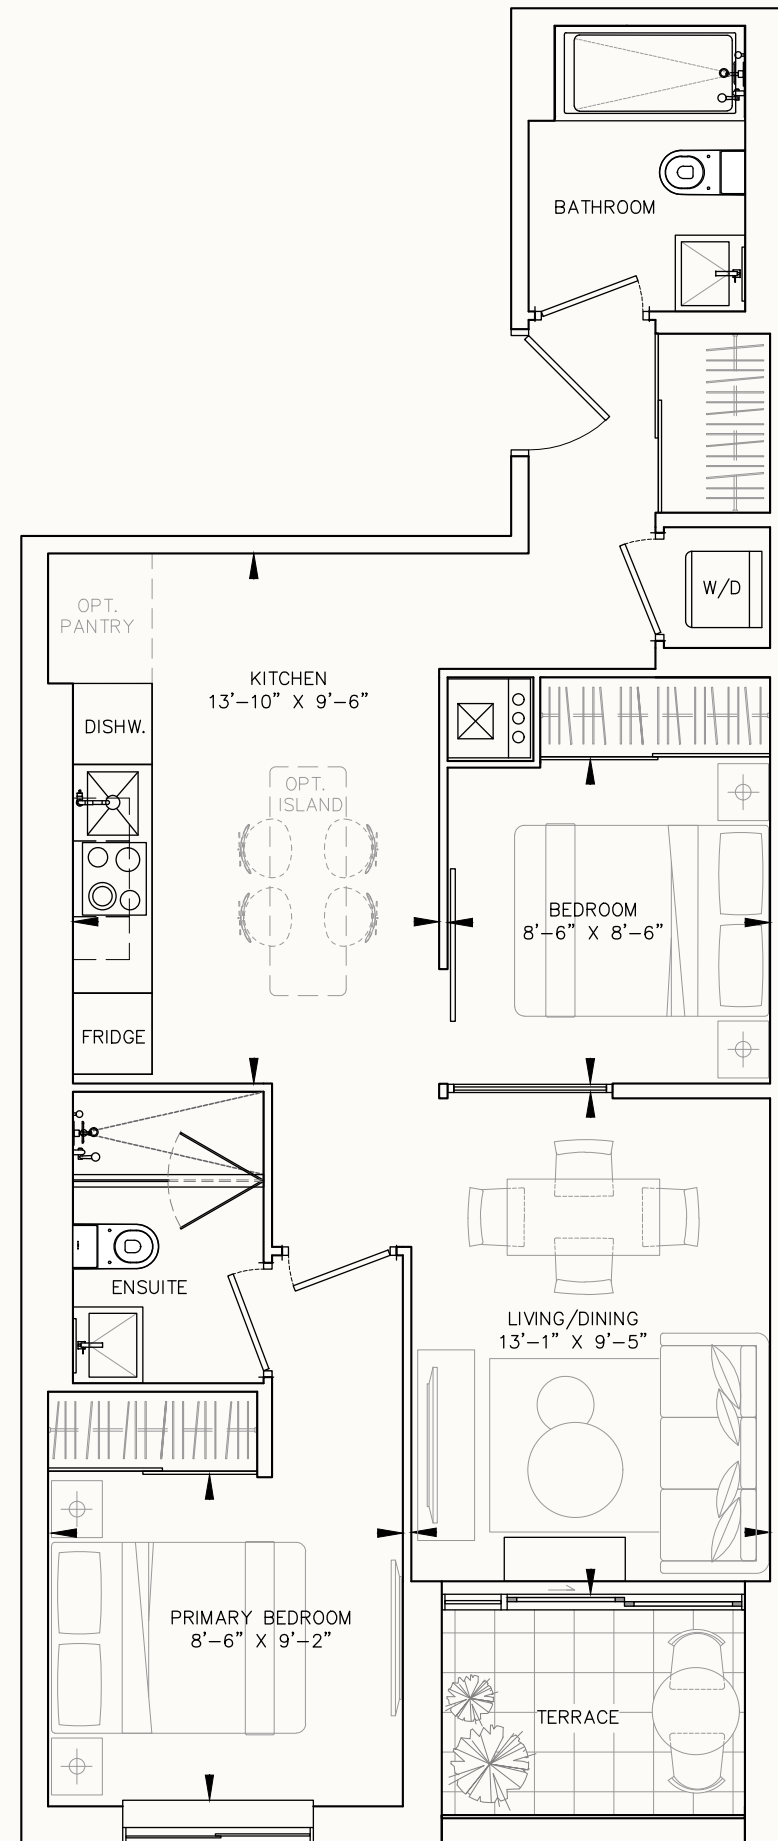 BATHROOM
W/D
OPT.
PANTRY
KITCHEN
13'-10" X 9'-6"
DISHW.
OPT.
ISLAND
BEDROOM
8'-6" X 8'-6"
FRIDGE
ENSUITE
LIVING/DINING
13'-1" X 9'-5"
PRIMARY BEDROOM
8'-6" X 9'-2"
TERRACE